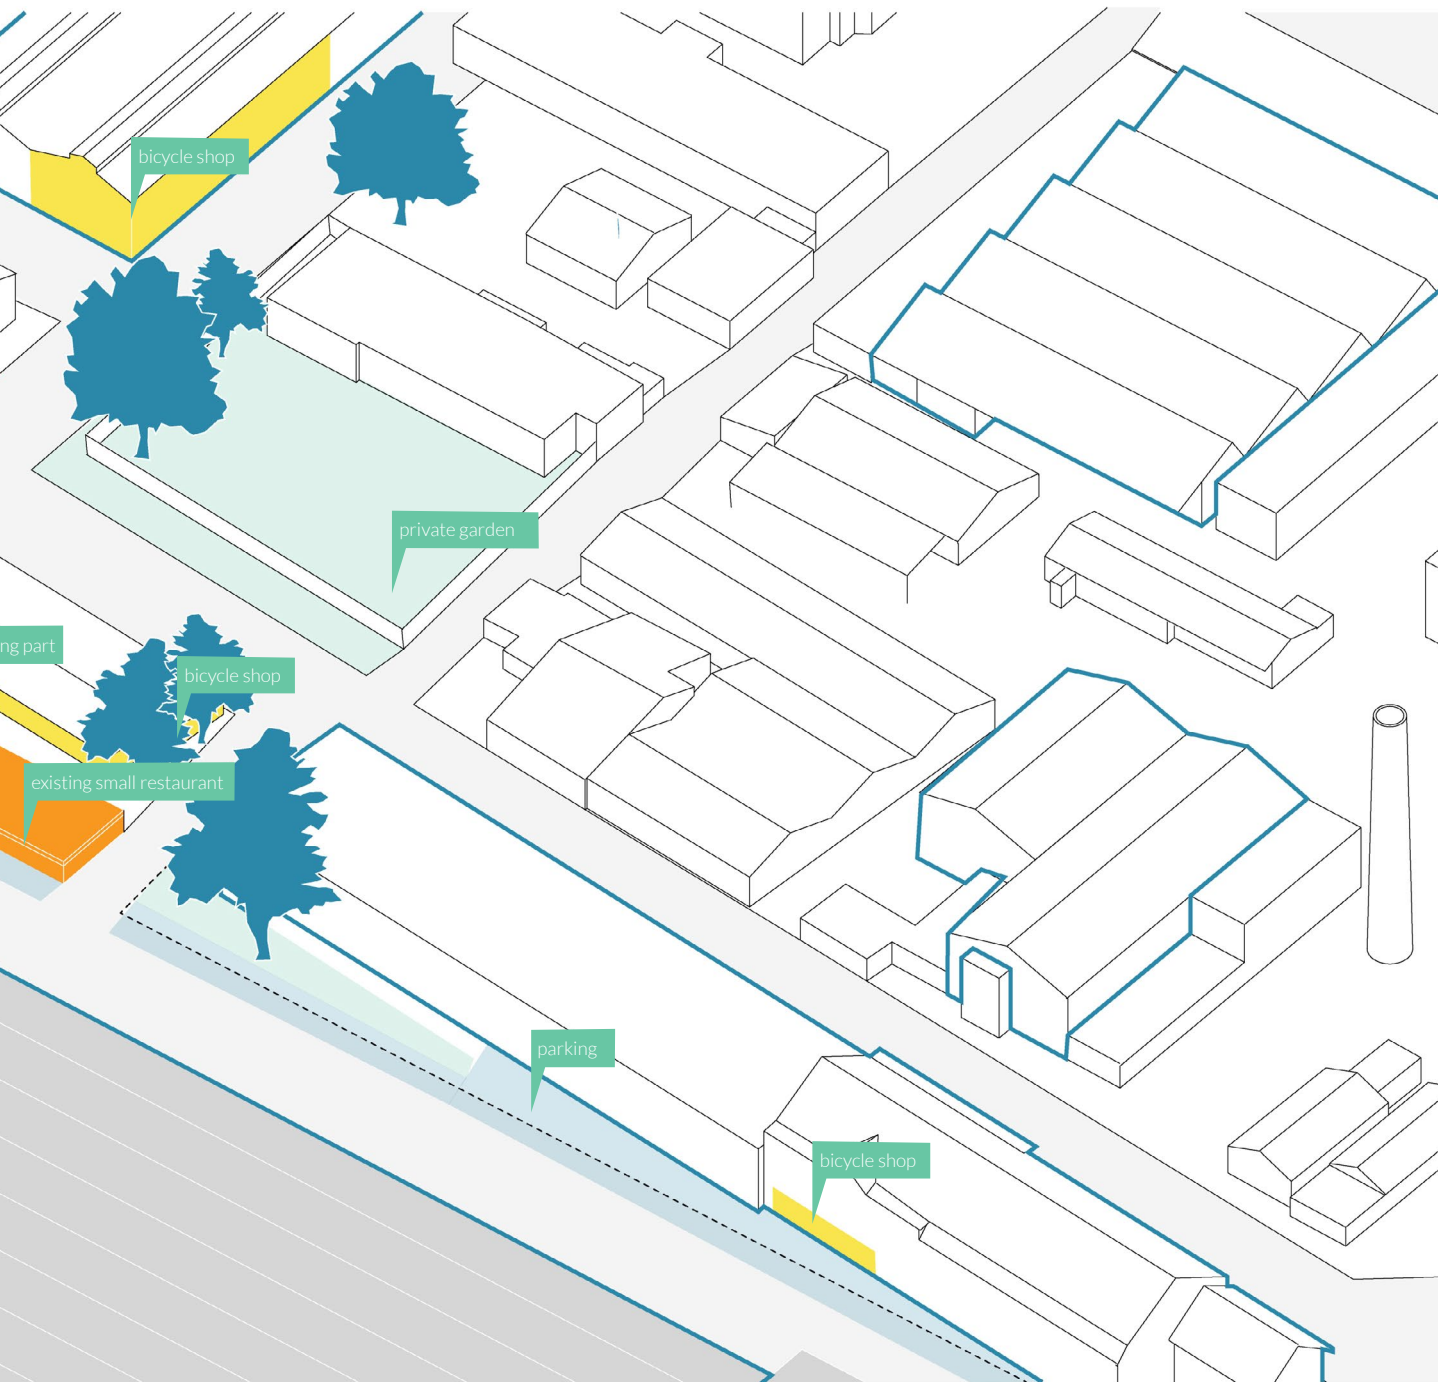 bicycle shop
private garden
ng part
bicycle shop
existing small restaurant
parking
bicycle shop